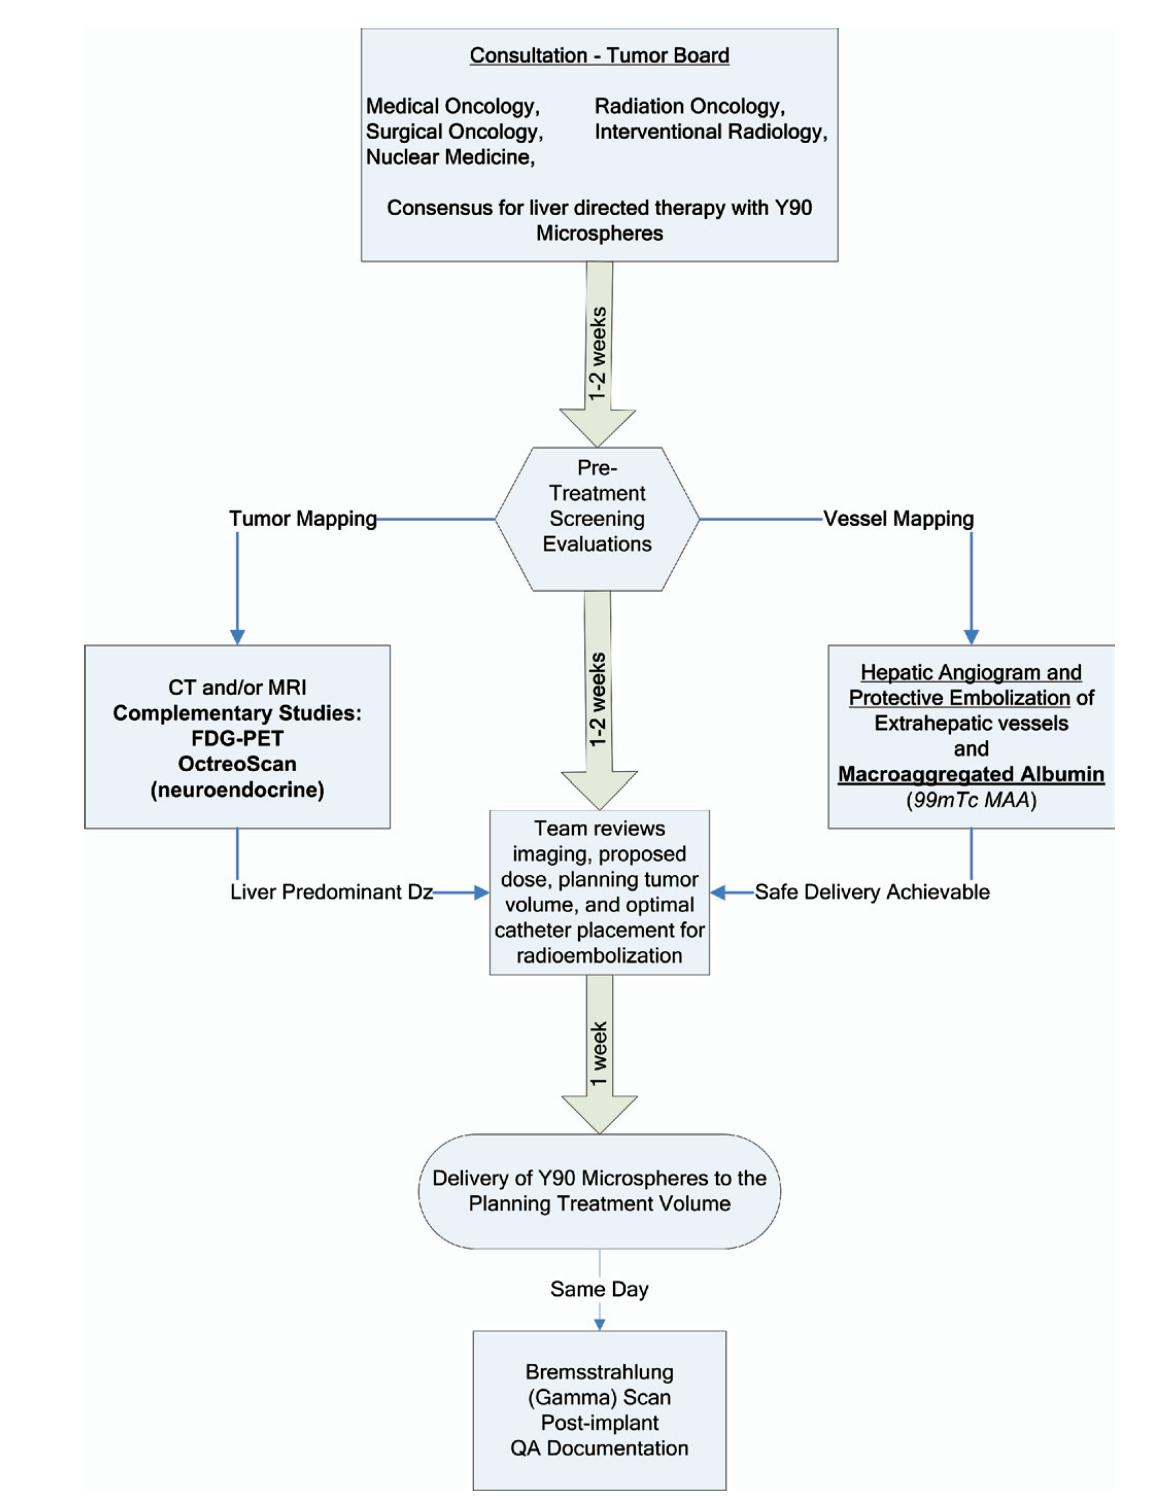 Consultation - Tumor Board
Medical Oncology, Radiation Oncology,
Surgical Oncology, Interventional Radiology,
Nuclear Medicine,
Consensus for liver directed therapy with Y90
Microspheres
1-2 weeks
Pre-
Treatment
Screening
Evaluations
Tumor Mapping
Vessel Mapping
CT and/or MRI
Complementary Studies:
FDG-PET
OctreoScan
(neuroendocrine)
1-2 weeks
Hepatic Angiogram and
Protective Embolization of
Extrahepatic vessels
and
Macroaggregated Albumin
(99mTc MAA)
Liver Predominant Dz
Team reviews
imaging, proposed
dose, planning tumor
volume, and optimal
catheter placement for
radioembolization
Safe Delivery Achievable
1 week
Delivery of Y90 Microspheres to the
Planning Treatment Volume
Same Day
Bremsstrahlung
(Gamma) Scan
Post-implant
QA Documentation